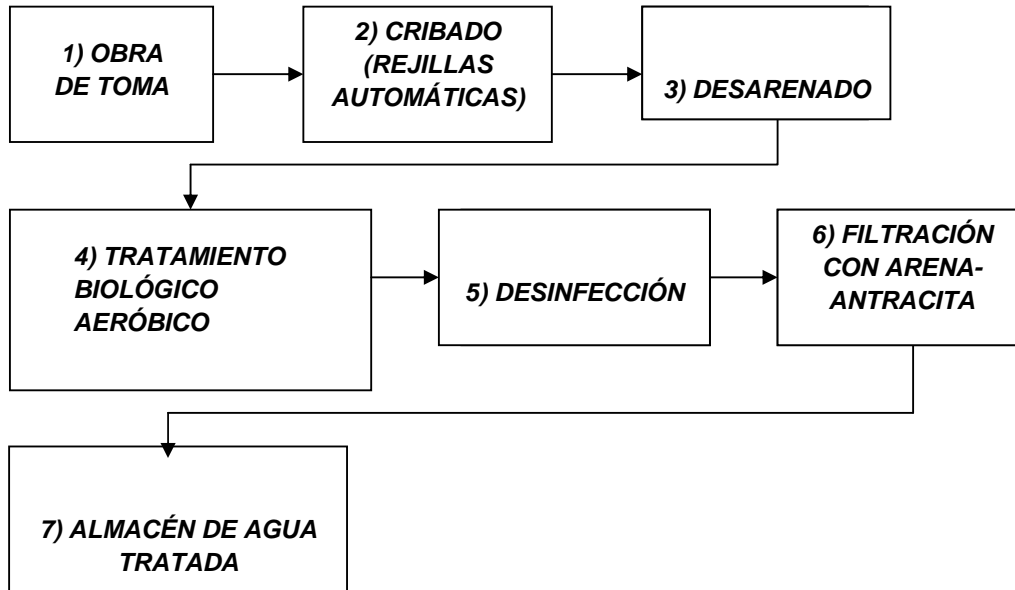 1) OBRA
DE TOMA
2) CRIBADO
(REJILLAS
AUTOMÁTICAS)
3) DESARENADO
4) TRATAMIENTO
BIOLÓGICO
AERÓBICO
5) DESINFECCIÓN
6) FILTRACIÓN
CON ARENA-
ANTRACITA
7) ALMACÉN DE AGUA
TRATADA